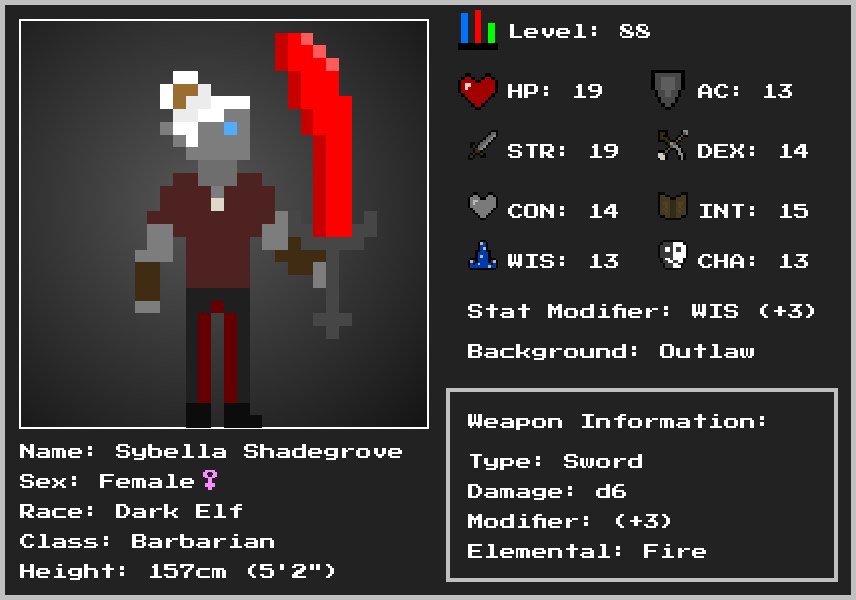 Level: 88
HP: 19
AC: 13
STR: 19
DEX: 14
CON: 14
INT: 15
WIS: 13
CHA: 13
Stat Modifier: WIS (+3)
Background: Outlaw
Weapon Information:
Type: Sword
Damage: d6
Modifier: (+3)
Elemental: Fire
Name: Sybella Shadegrove
Sex: Female♀
Race: Dark Elf
Class: Barbarian
Height: 157cm (5'2")